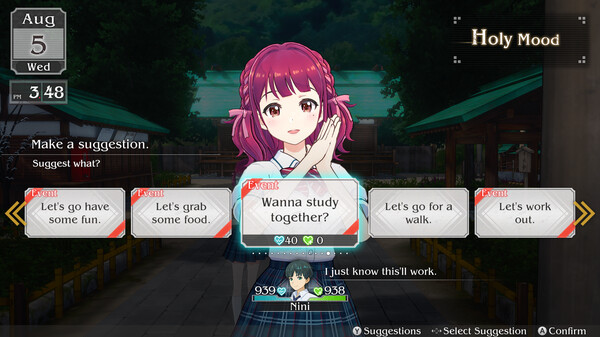 Aug
5
Wed
PM 3 48
Holy Mood
Make a suggestion.
Suggest what?
Event
Let's go have
some fun.
Event
Let's grab
some food.
Event
Wanna study
together?
40 0
Let's go for a
walk.
Event
Let's work
out.
I just know this'll work.
939 938
Nini
Y Suggestions Select Suggestion A Confirm